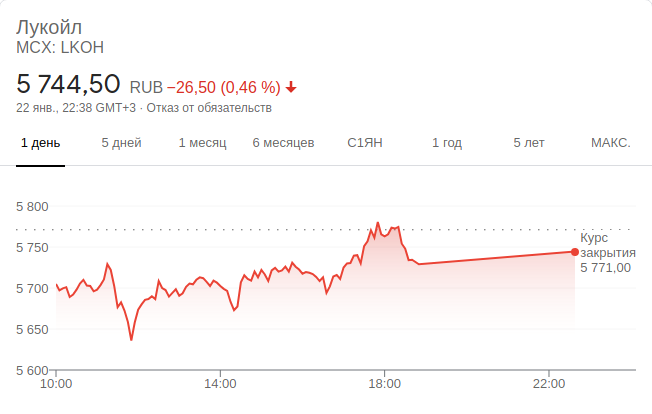 Лукойл
MCX: LKOH
5 744,50 RUB −26,50 (0,46 %)
22 янв., 22:38 GMT+3 · Отказ от обязательств
1 день 5 дней 1 месяц 6 месяцев С1ЯН 1 год 5 лет МАКС.
5 800
5 750
5 700
5 650
5 600
Курс
закрытия
5 771,00
10:00 14:00 18:00 22:00